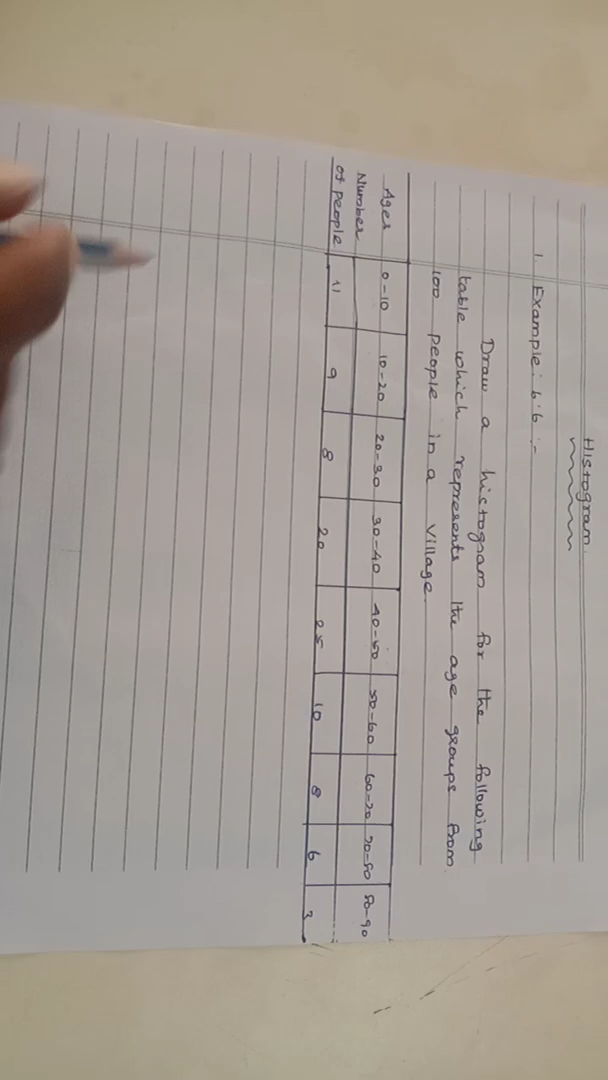 Histogram.
1. Example: 6.6 :-
Draw a histogram for the following
table which represents the age groups from
100 people in a village.
Ages 0-10 10-20 20-30 30-40 40-50 50-60 60-70 70-80 80-90
Number
of people 11 9 8 20 25 10 8 6 3